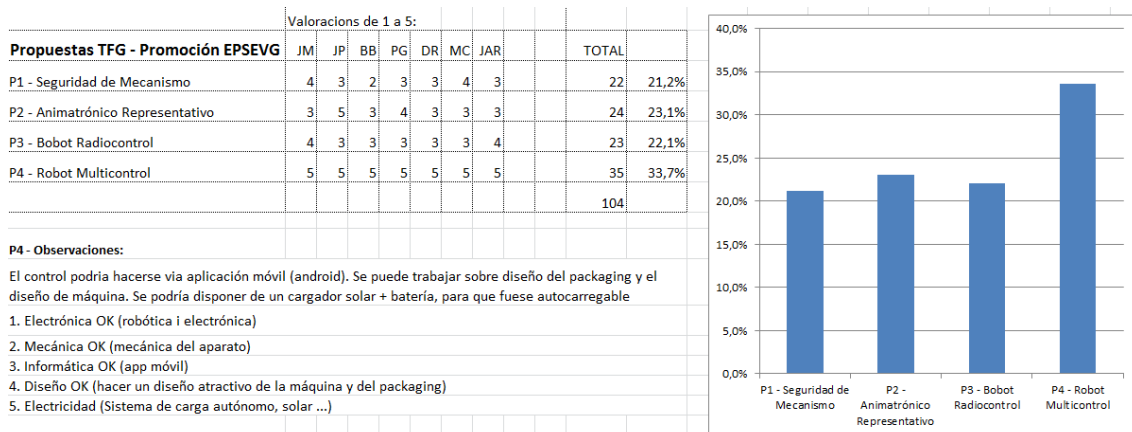 Valoracions de 1 a 5:
Propuestas TFG - Promoción EPSEVG JM JP BB PG DR MC JAR TOTAL
P1 - Seguridad de Mecanismo 4 3 2 3 3 4 3 22 21,2%
P2 - Animatrónico Representativo 3 5 3 4 3 3 3 24 23,1%
P3 - Bobot Radiocontrol 4 3 3 3 3 3 4 23 22,1%
P4 - Robot Multicontrol 5 5 5 5 5 5 5 35 33,7%
104
P4 - Observaciones:
El control podria hacerse via aplicación móvil (android). Se puede trabajar sobre diseño del packaging y el
diseño de máquina. Se podría disponer de un cargador solar + batería, para que fuese autocarregable
1. Electrónica OK (robótica i electrónica)
2. Mecánica OK (mecánica del aparato)
3. Informática OK (app móvil)
4. Diseño OK (hacer un diseño atractivo de la máquina y del packaging)
5. Electricidad (Sistema de carga autónomo, solar ...)
40,0%
35,0%
30,0%
25,0%
20,0%
15,0%
10,0%
5,0%
0,0%
P1 - Seguridad de
Mecanismo
P2 -
Animatrónico
Representativo
P3 - Bobot
Radiocontrol
P4 - Robot
Multicontrol